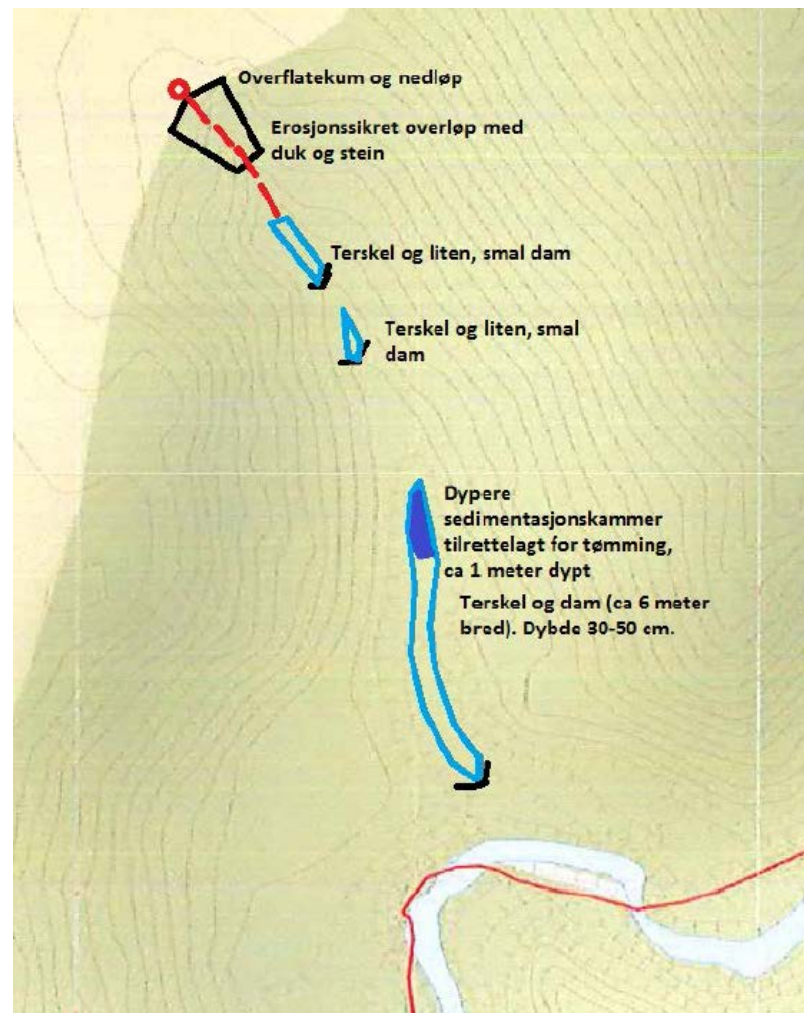 Overflatekum og nedløp
Erosjonssikret overløp med
duk og stein
Terskel og liten, smal dam
Terskel og liten, smal
dam
Dypere
sedimentasjonskammer
tilrettelagt for tømming,
ca 1 meter dypt
Terskel og dam (ca 6 meter
bred). Dybde 30-50 cm.